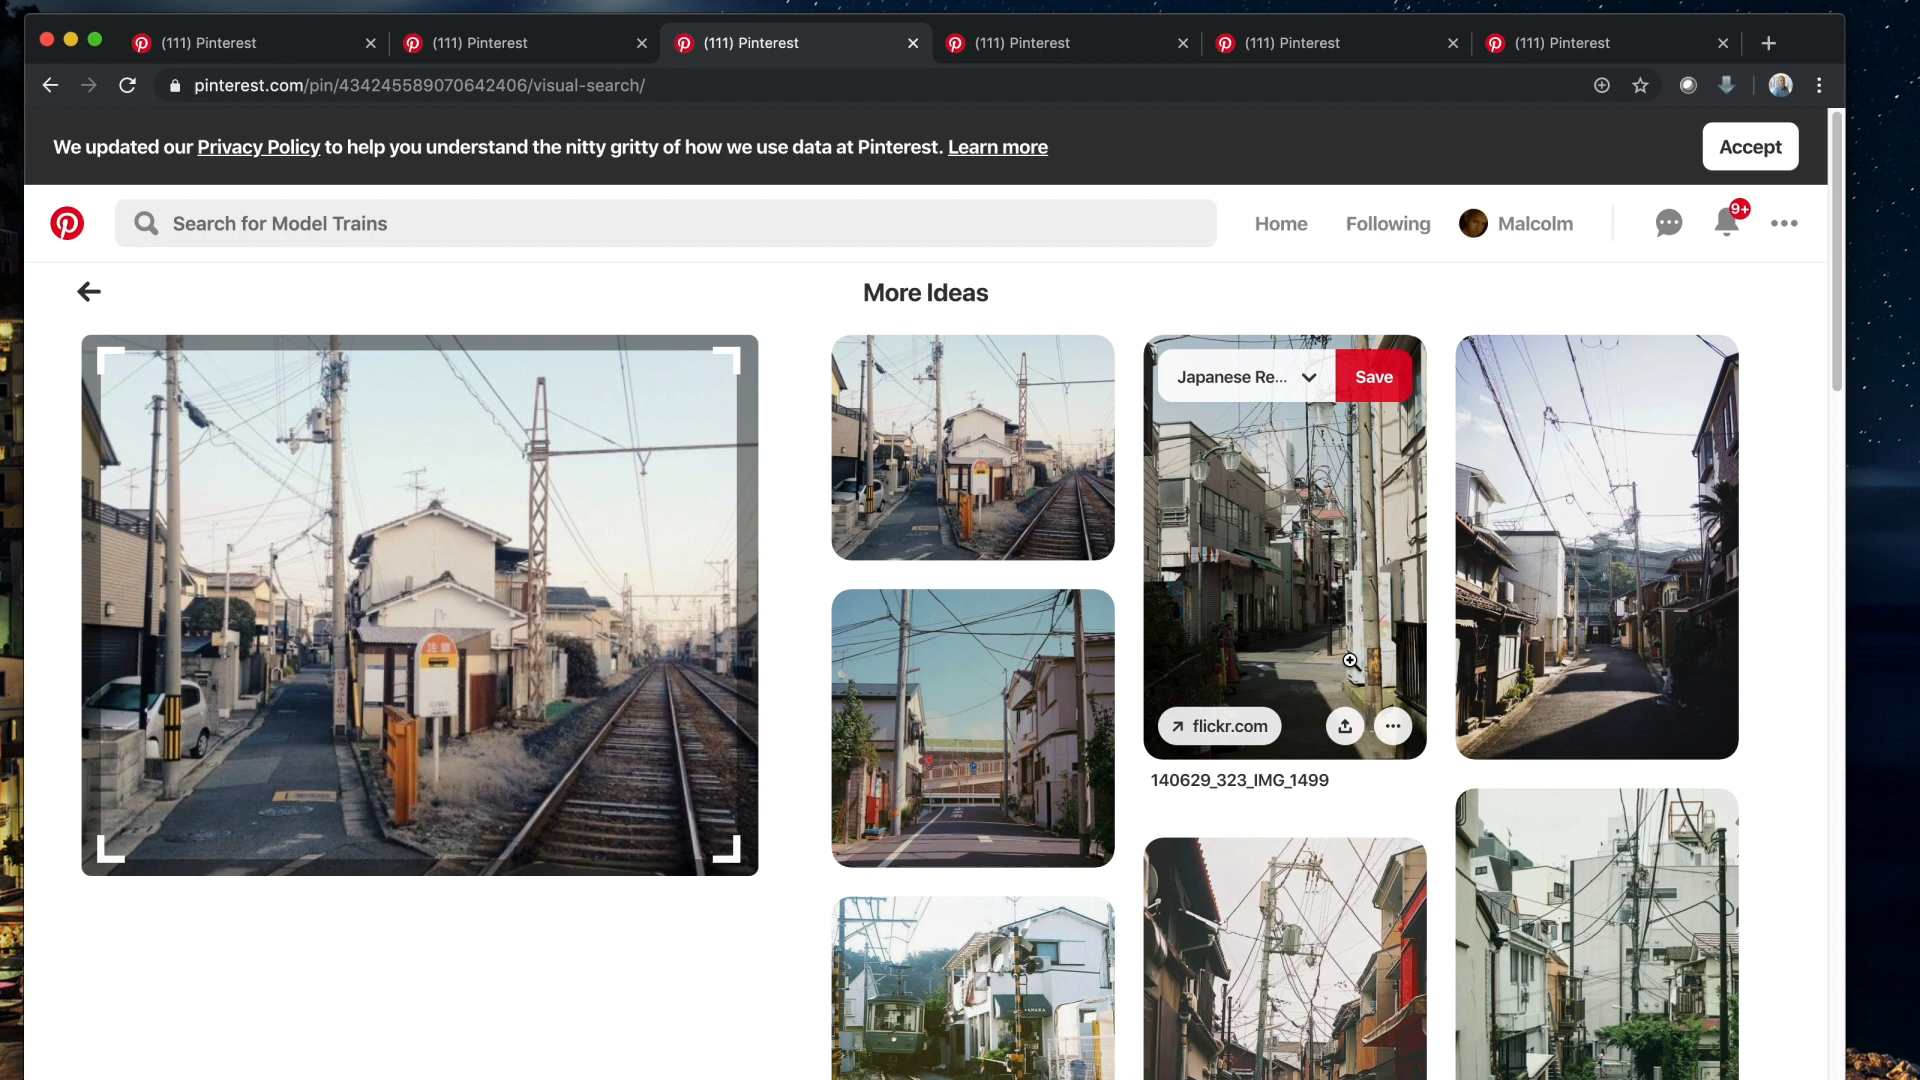 (111) Pinterest
(111) Pinterest
(111) Pinterest
(111) Pinterest
(111) Pinterest
(111) Pinterest
pinterest.com/pin/434245589070642406/visual-search/
We updated our Privacy Policy to help you understand the nitty gritty of how we use data at Pinterest. Learn more
Accept
Search for Model Trains
Home
Following
Malcolm
9+
More Ideas
Japanese Re...
Save
注意
flickr.com
140629_323_IMG_1499